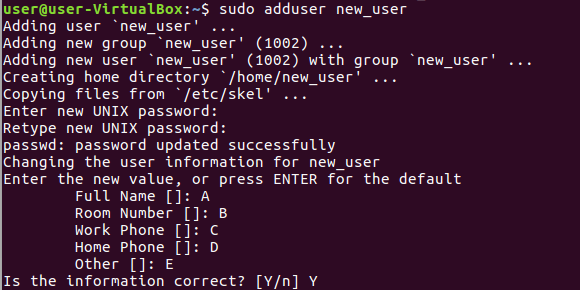 user@user-VirtualBox:~$ sudo adduser new_user
Adding user `new_user' ...
Adding new group `new_user' (1002) ...
Adding new user `new_user' (1002) with group `new_user' ...
Creating home directory `/home/new_user' ...
Copying files from `/etc/skel' ...
Enter new UNIX password:
Retype new UNIX password:
passwd: password updated successfully
Changing the user information for new_user
Enter the new value, or press ENTER for the default
Full Name []: A
Room Number []: B
Work Phone []: C
Home Phone []: D
Other []: E
Is the information correct? [Y/n] Y